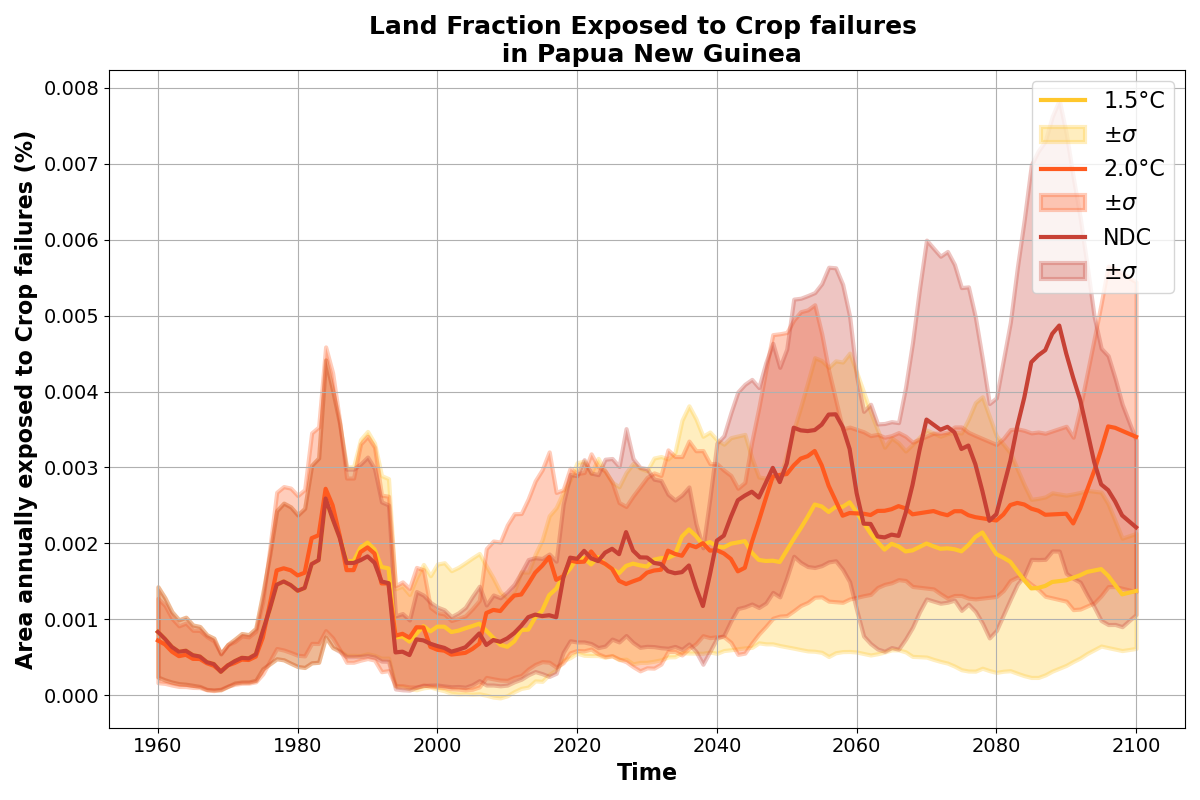 Land Fraction Exposed to Crop failures
in Papua New Guinea
Area annually exposed to Crop failures (%)
0.008
0.007
0.006
0.005
0.004
0.003
0.002
0.001
0.000
1.5°C
±σ
2.0°C
±σ
NDC
±σ
1960
1980
2000
2020
2040
2060
2080
2100
Time